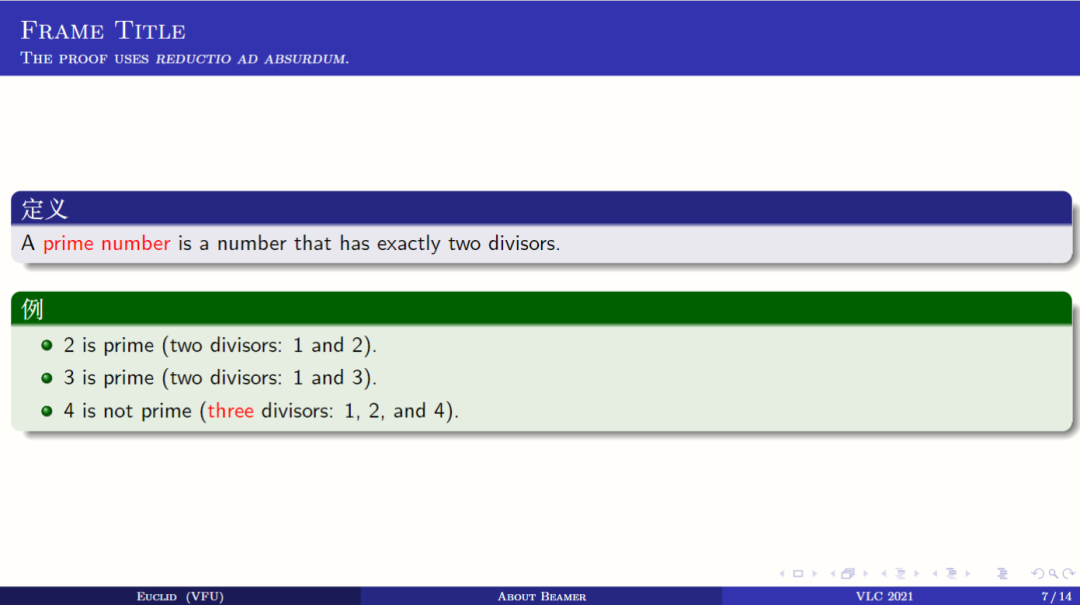 Frame Title
The proof uses reductio ad absurdum.
定义
A prime number is a number that has exactly two divisors.
例
2 is prime (two divisors: 1 and 2).
3 is prime (two divisors: 1 and 3).
4 is not prime (three divisors: 1, 2, and 4).
Euclid (VFU)
About Beamer
VLC 2021
7 / 14